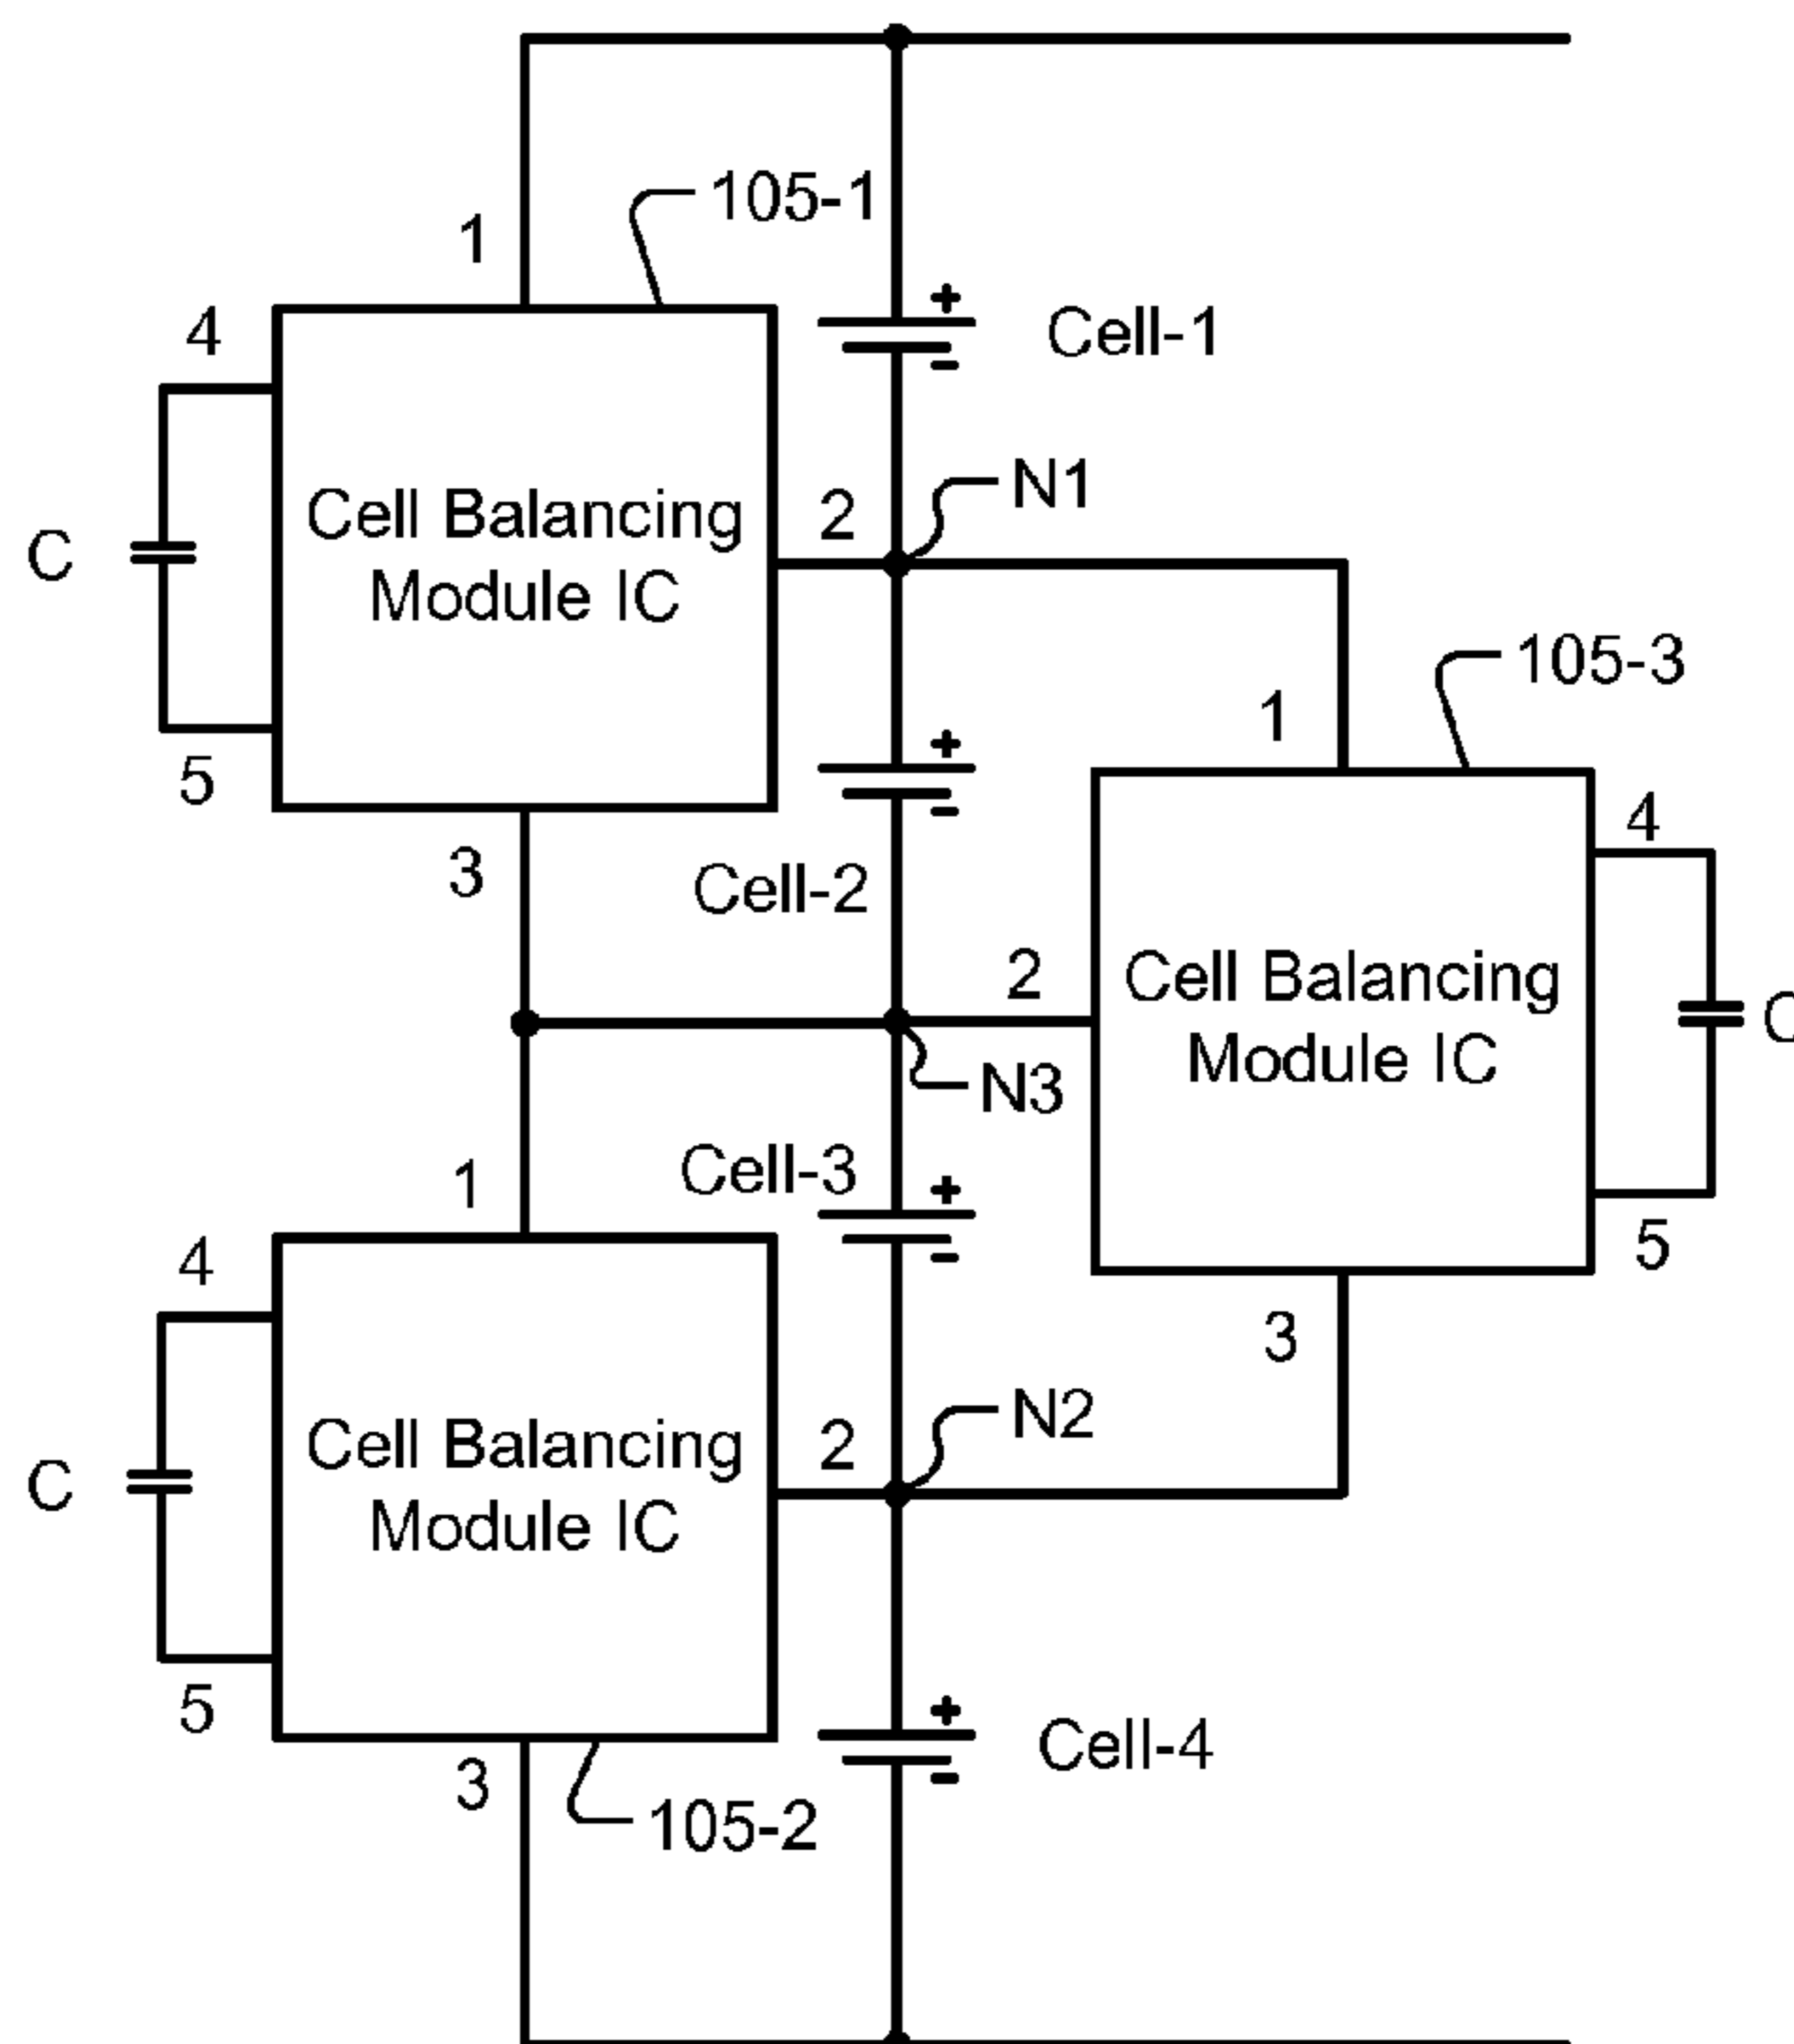 105-1
1
4
+
Cell-1
-
C
Cell Balancing
Module IC
2
N1
5
3
105-3
1
+
-
Cell-2
4
2
Cell Balancing
Module IC
C
N3
Cell-3
1
+
-
4
5
3
C
Cell Balancing
Module IC
2
N2
5
3
+
Cell-4
-
105-2